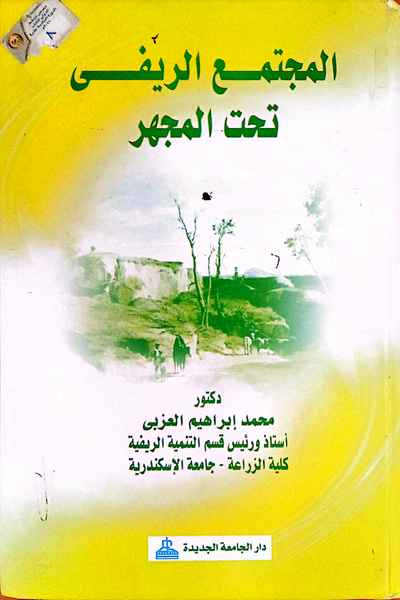 المجتمع الريفى
تحت المجهر
دكتور
محمد إبراهيم العزبى
أستاذ ورئيس قسم التنمية الريفية
كلية الزراعة - جامعة الإسكندرية
دار الجامعة الجديدة